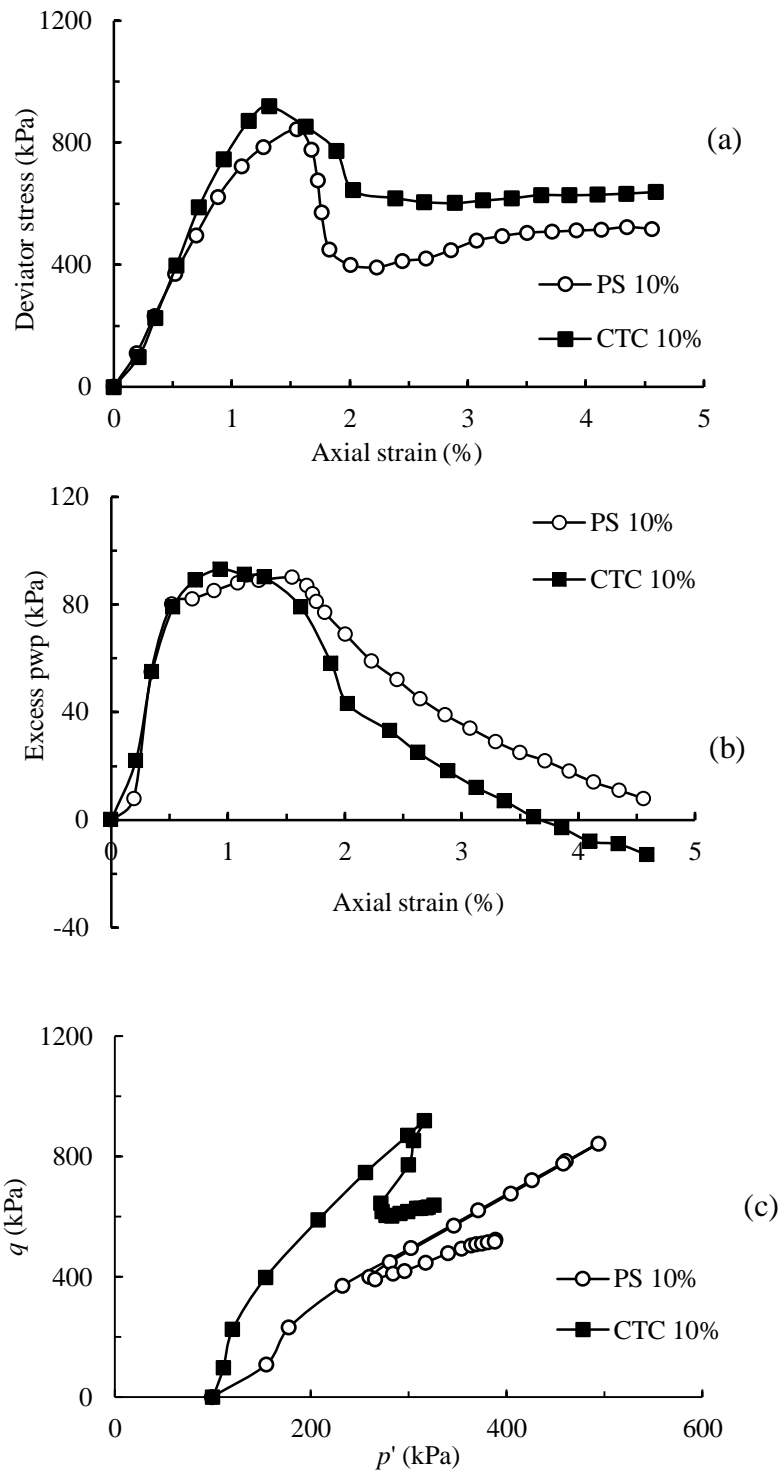 1200
800
400
0
Deviator stress (kPa)
(a)
PS 10%
CTC 10%
0 1 2 3 4 5
Axial strain (%)
120
80
40
0
-40
Excess pwp (kPa)
PS 10%
CTC 10%
(b)
0 1 2 3 4 5
Axial strain (%)
1200
800
400
0
q (kPa)
(c)
PS 10%
CTC 10%
0 200 400 600
p' (kPa)